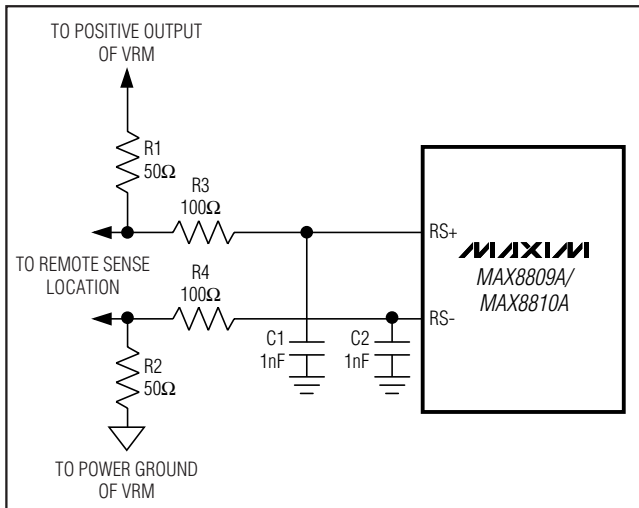 TO POSITIVE OUTPUT
OF VRM
R1
50Ω
R3
100Ω
RS+
TO REMOTE SENSE
LOCATION
R4
100Ω
MAXIM
MAX8809A/
MAX8810A
RS-
C1
1nF
C2
1nF
R2
50Ω
TO POWER GROUND
OF VRM